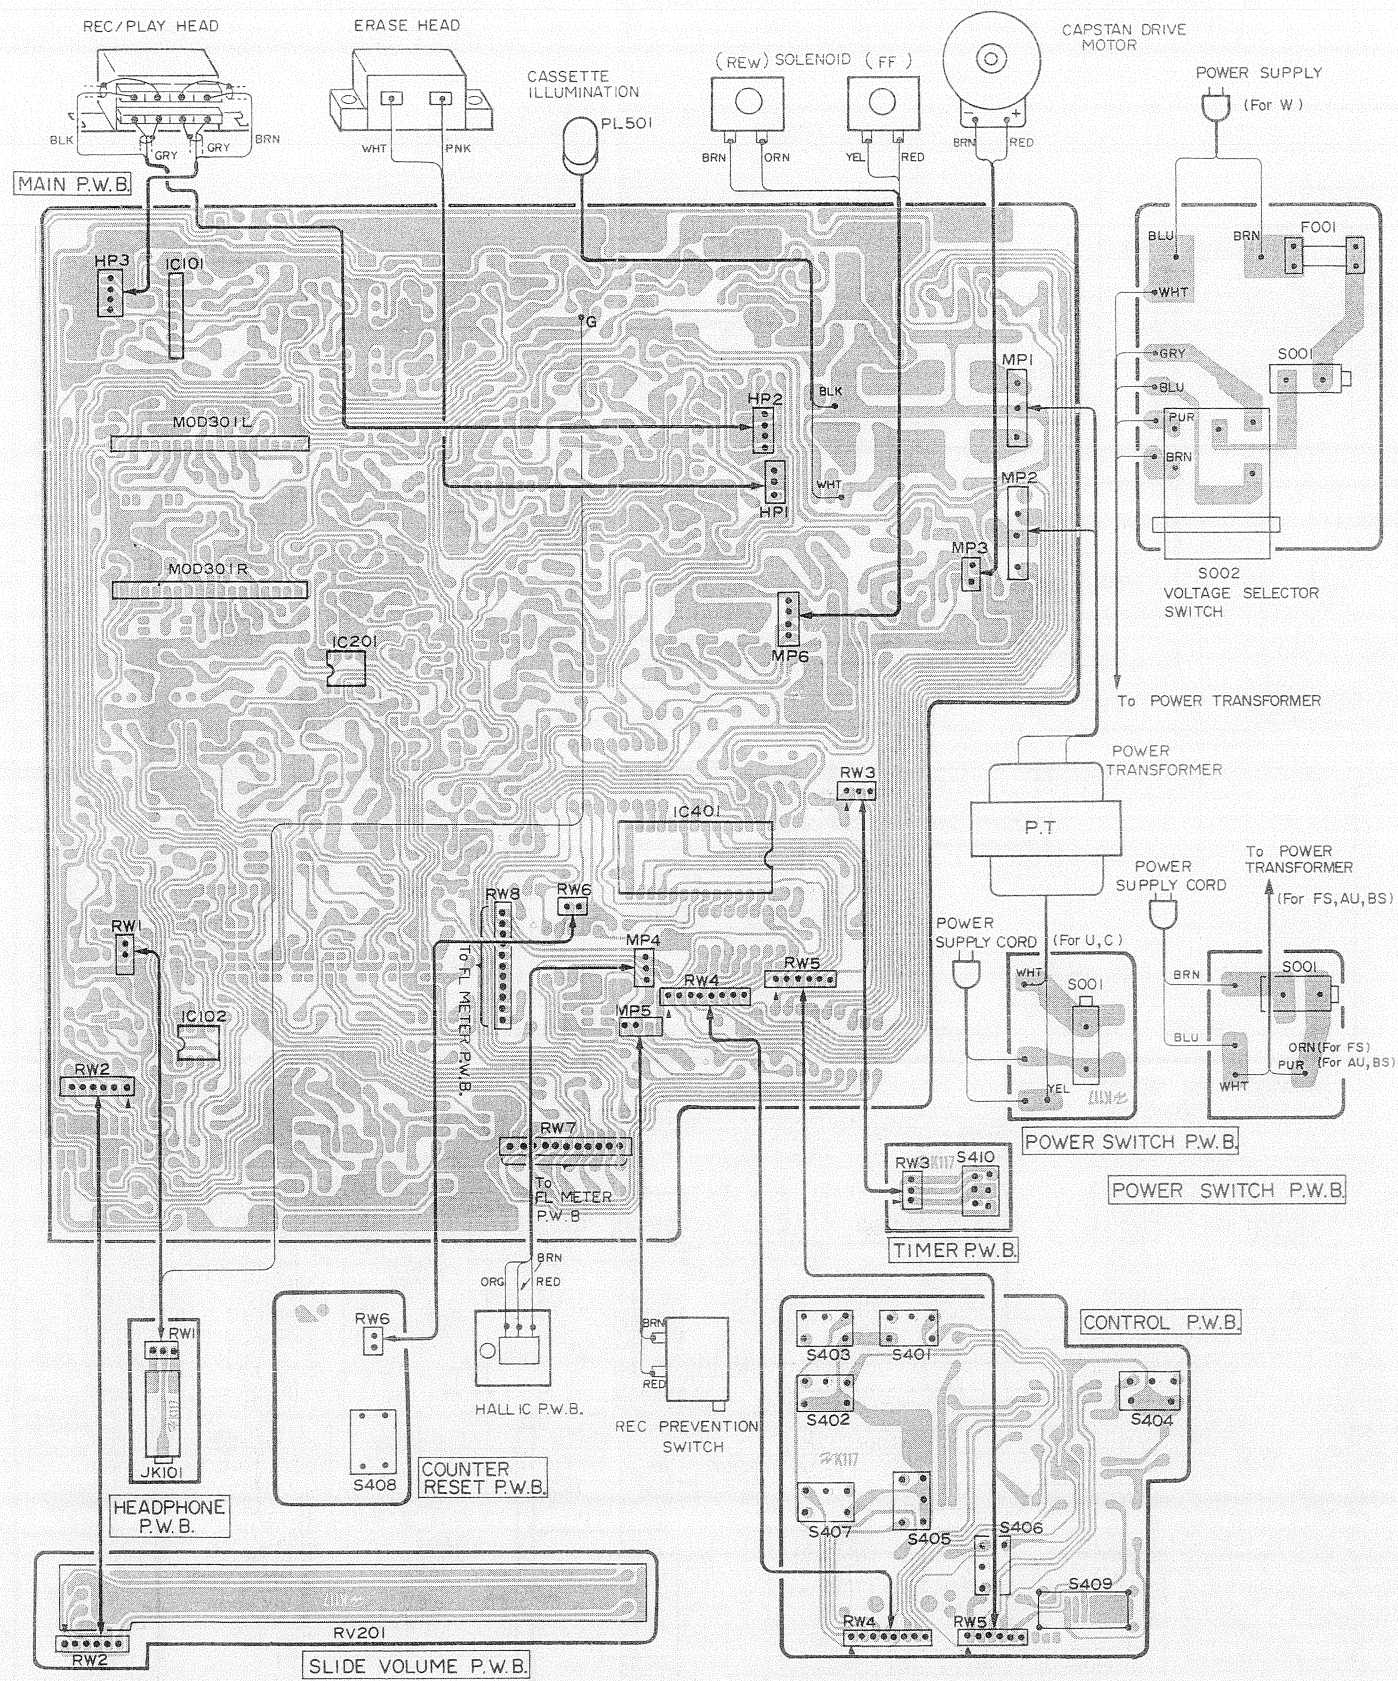 REC/PLAY HEAD
ERASE HEAD
CASSETTE
ILLUMINATION
PL501
(REW) SOLENOID (FF)
CAPSTAN DRIVE
MOTOR
POWER SUPPLY
(For W)
BLK
GRY
GRY
BRN
WHT
PNK
BRN
ORN
YEL
RED
BRN
RED
-
+
MAIN P.W.B.
BLU
BRN
F001
WHT
GRY
BLU
PUR
BRN
S001
S002
VOLTAGE SELECTOR
SWITCH
To POWER TRANSFORMER
HP3
IC101
G
MP1
BLK
HP2
MOD301L
WHT
HP1
MP2
MP3
MOD301R
IC201
MP6
POWER
TRANSFORMER
P.T
RW3
IC401
RW8
RW6
RW1
To FL METER P.W.B.
MP4
RW4
RW5
MP5
IC102
RW2
RW7
To
FL METER
P.W.B
POWER
SUPPLY CORD
(For U,C)
WHT
S001
YEL
K117
POWER SWITCH P.W.B.
POWER
SUPPLY CORD
To POWER
TRANSFORMER
(For FS,AU,BS)
BRN
S001
BLU
ORN(For FS)
PUR (For AU,BS)
WHT
POWER SWITCH P.W.B.
RW3
K117
S410
TIMER P.W.B.
BRN
ORG
RED
HALL IC P.W.B.
BRN
RED
REC PREVENTION
SWITCH
RW6
S408
COUNTER
RESET P.W.B.
RW1
K117
JK101
HEADPHONE
P.W.B.
CONTROL P.W.B.
S403
S401
S402
S404
K117
S407
S405
S406
S409
RW4
RW5
K117
RV201
RW2
SLIDE VOLUME P.W.B.